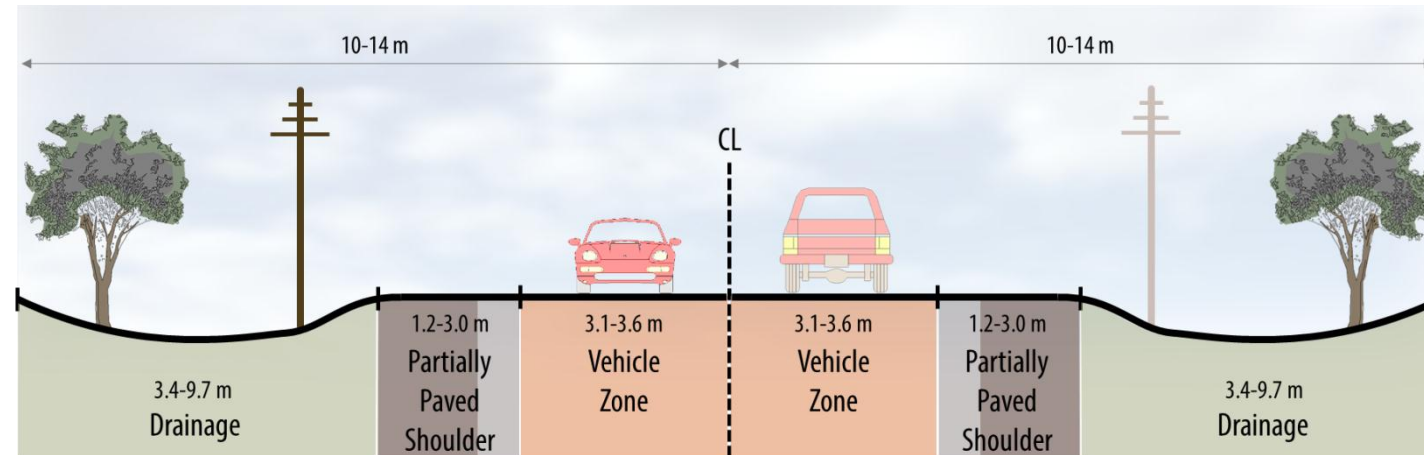 10-14 m
10-14 m
CL
1.2-3.0 m
Partially
Paved
Shoulder
3.1-3.6 m
Vehicle
Zone
3.1-3.6 m
Vehicle
Zone
1.2-3.0 m
Partially
Paved
Shoulder
3.4-9.7 m
Drainage
3.4-9.7 m
Drainage